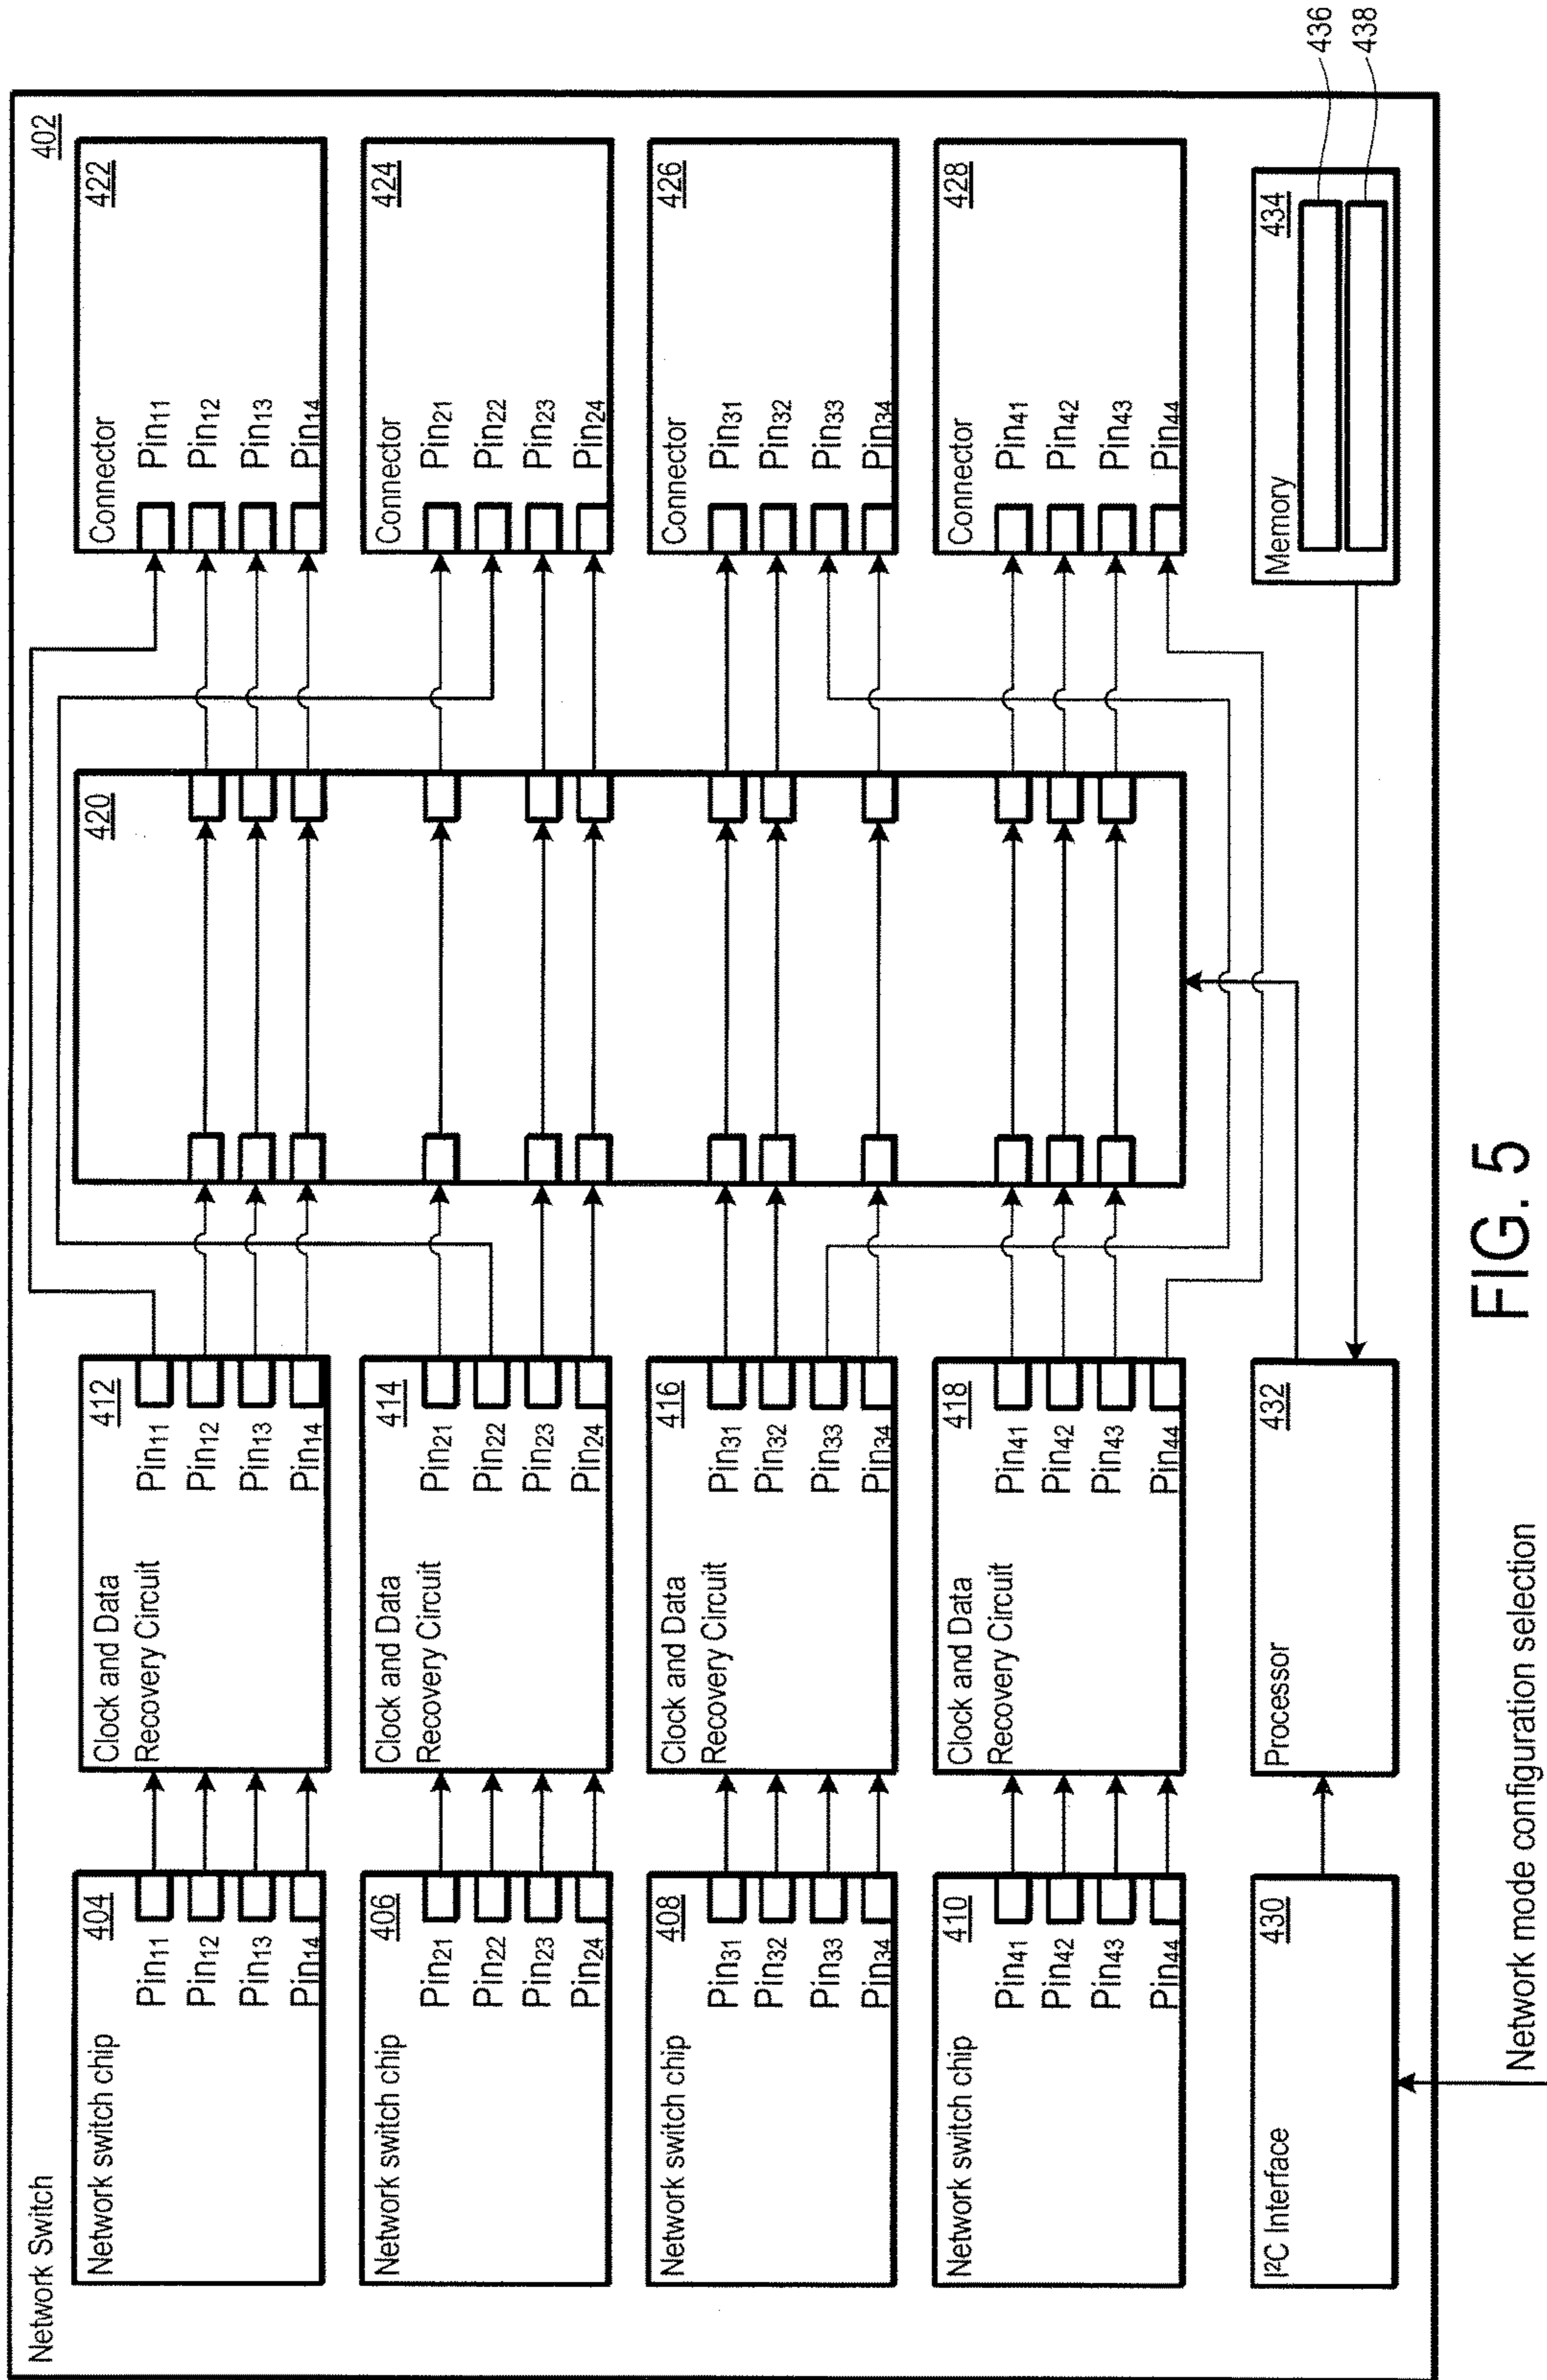 Network Switch
402
Network switch chip
404
Pin11
Pin12
Pin13
Pin14
Clock and Data
Recovery Circuit
412
Pin11
Pin12
Pin13
Pin14
420
Connector
422
Pin11
Pin12
Pin13
Pin14
Network switch chip
406
Pin21
Pin22
Pin23
Pin24
Clock and Data
Recovery Circuit
414
Pin21
Pin22
Pin23
Pin24
Connector
424
Pin21
Pin22
Pin23
Pin24
Network switch chip
408
Pin31
Pin32
Pin33
Pin34
Clock and Data
Recovery Circuit
416
Pin31
Pin32
Pin33
Pin34
Connector
426
Pin31
Pin32
Pin33
Pin34
Network switch chip
410
Pin41
Pin42
Pin43
Pin44
Clock and Data
Recovery Circuit
418
Pin41
Pin42
Pin43
Pin44
Connector
428
Pin41
Pin42
Pin43
Pin44
I²C Interface
430
Processor
432
Memory
434
436
438
Network mode configuration selection
FIG. 5